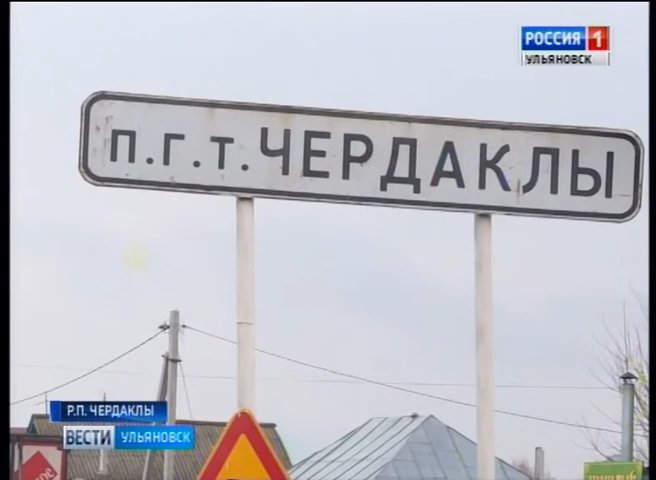 РОССИЯ 1
УЛЬЯНОВСК
П.Г.Т. ЧЕРДАКЛЫ
Р.П. ЧЕРДАКЛЫ
ВЕСТИ УЛЬЯНОВСК